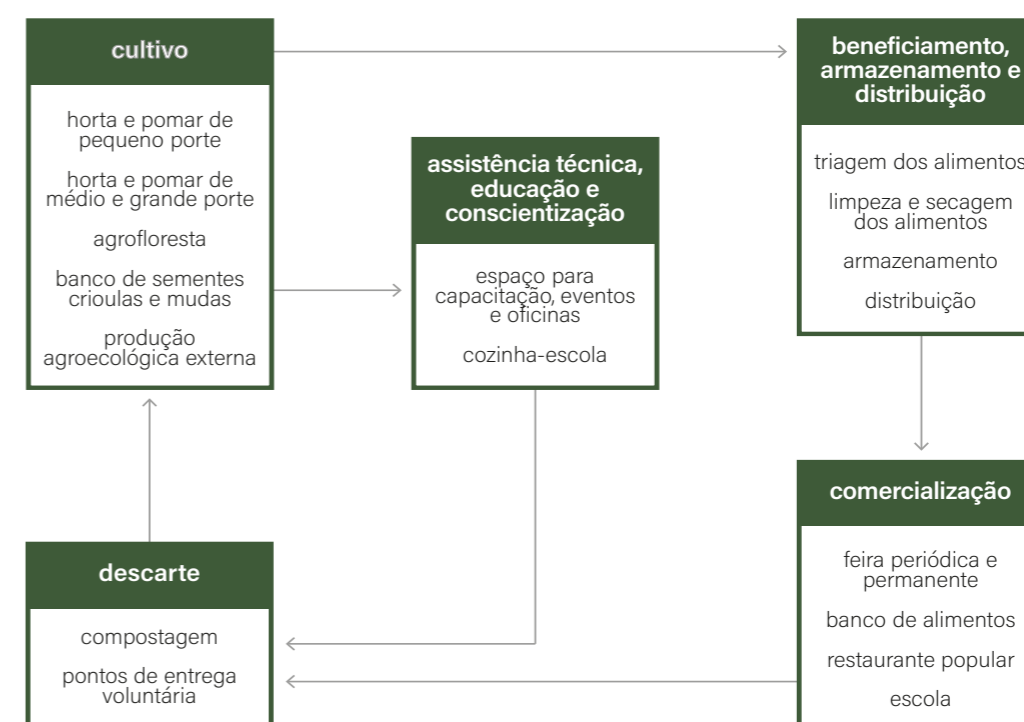 cultivo
horta e pomar de
pequeno porte
horta e pomar de
médio e grande porte
agrofloresta
banco de sementes
crioulas e mudas
produção
agroecológica externa
assistência técnica,
educação e
conscientização
espaço para
capacitação, eventos
e oficinas
cozinha-escola
beneficiamento,
armazenamento e
distribuição
triagem dos alimentos
limpeza e secagem
dos alimentos
armazenamento
distribuição
comercialização
feira periódica e
permanente
banco de alimentos
restaurante popular
escola
descarte
compostagem
pontos de entrega
voluntária